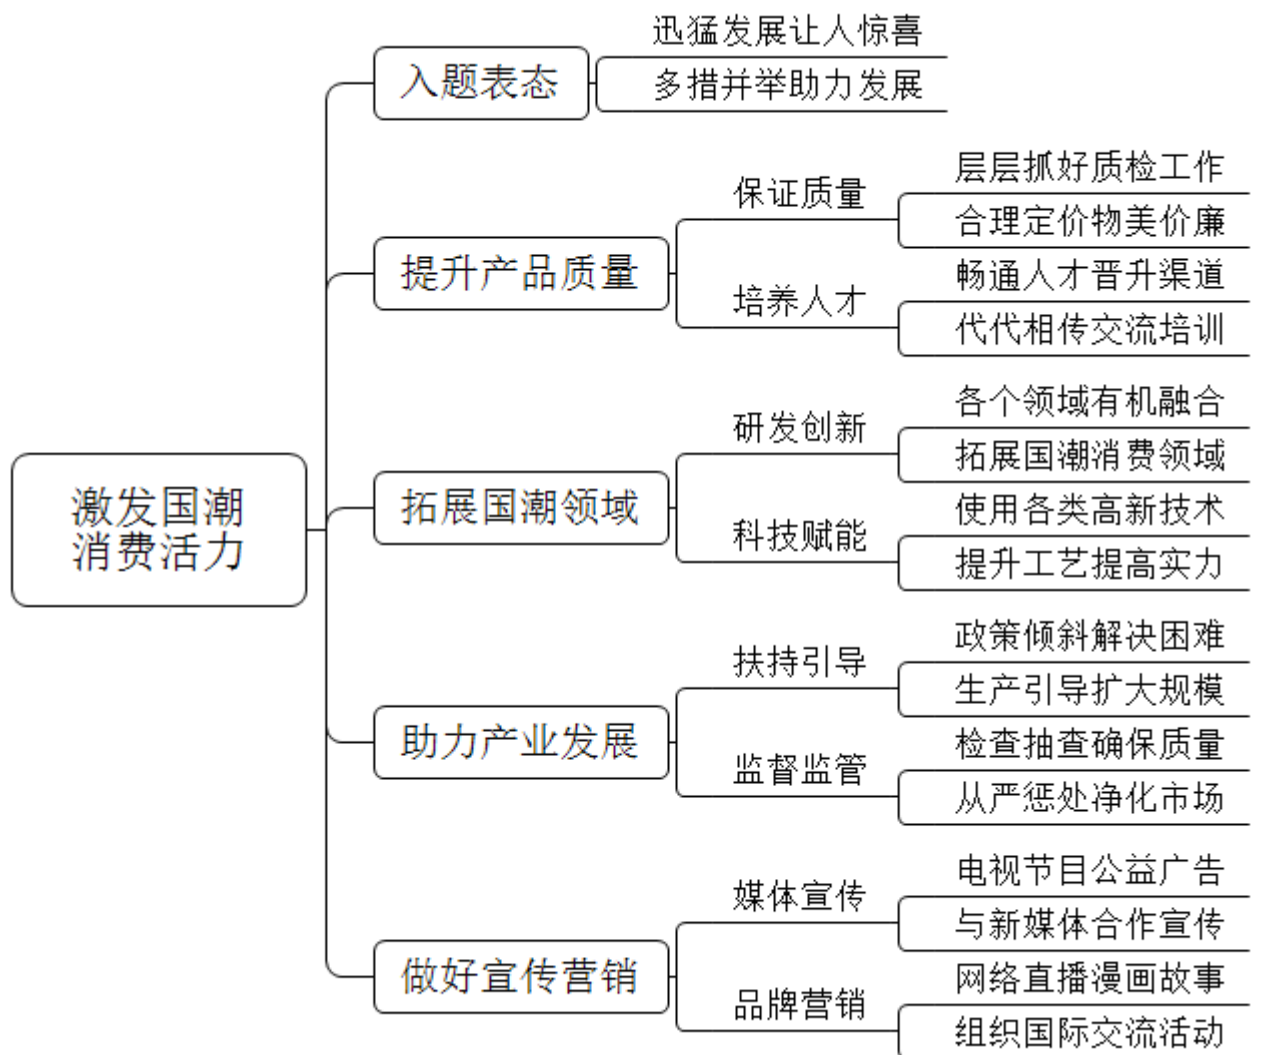 激发国潮
消费活力
入题表态
迅猛发展让人惊喜
多措并举助力发展
提升产品质量
保证质量
层层抓好质检工作
合理定价物美价廉
培养人才
畅通人才晋升渠道
代代相传交流培训
拓展国潮领域
研发创新
各个领域有机融合
拓展国潮消费领域
科技赋能
使用各类高新技术
提升工艺提高实力
助力产业发展
扶持引导
政策倾斜解决困难
生产引导扩大规模
监督监管
检查抽查确保质量
从严惩处净化市场
做好宣传营销
媒体宣传
电视节目公益广告
与新媒体合作宣传
品牌营销
网络直播漫画故事
组织国际交流活动